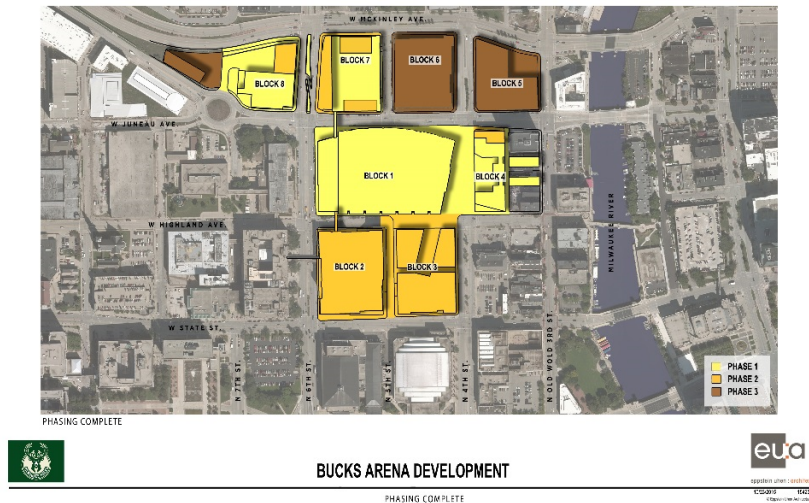 W MCKINLEY AVE.
BLOCK 8
BLOCK 7
BLOCK 6
BLOCK 5
W JUNEAU AVE.
BLOCK 1
BLOCK 4
W HIGHLAND AVE.
MILWAUKEE RIVER
BLOCK 2
BLOCK 3
W STATE ST.
N 7TH ST.
N 6TH ST.
N 5TH ST.
N 4TH ST.
N OLD WOLD 3RD ST.
PHASE 1
PHASE 2
PHASE 3
PHASING COMPLETE
eua
BUCKS ARENA DEVELOPMENT
PHASING COMPLETE